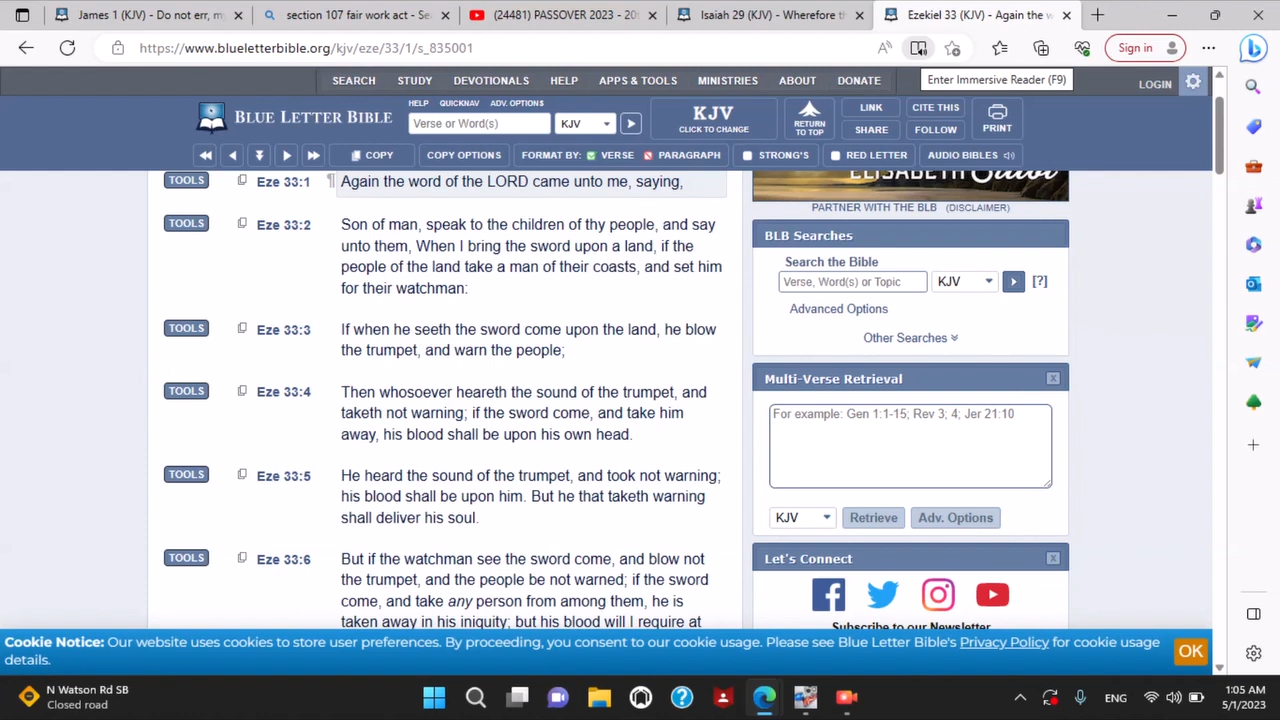 James 1 (KJV) - Do not err, my
section 107 fair work act - Se
(24481) PASSOVER 2023 - 20
Isaiah 29 (KJV) - Wherefore th
Ezekiel 33 (KJV) - Again the w
https://www.blueletterbible.org/kjv/eze/33/1/s_835001
Sign in
SEARCH STUDY DEVOTIONALS HELP APPS & TOOLS MINISTRIES ABOUT DONATE
Enter Immersive Reader (F9)
LOGIN
BLUE LETTER BIBLE
HELP QUICKNAV ADV. OPTIONS
Verse or Word(s)
KJV
KJV
CLICK TO CHANGE
RETURN
TO TOP
LINK
CITE THIS
SHARE
FOLLOW
PRINT
COPY
COPY OPTIONS
FORMAT BY: VERSE PARAGRAPH
STRONG'S
RED LETTER
AUDIO BIBLES
TOOLS Eze 33:1 ¶ Again the word of the LORD came unto me, saying,
TOOLS Eze 33:2 Son of man, speak to the children of thy people, and say
unto them, When I bring the sword upon a land, if the
people of the land take a man of their coasts, and set him
for their watchman:
TOOLS Eze 33:3 If when he seeth the sword come upon the land, he blow
the trumpet, and warn the people;
TOOLS Eze 33:4 Then whosoever heareth the sound of the trumpet, and
taketh not warning; if the sword come, and take him
away, his blood shall be upon his own head.
TOOLS Eze 33:5 He heard the sound of the trumpet, and took not warning;
his blood shall be upon him. But he that taketh warning
shall deliver his soul.
TOOLS Eze 33:6 But if the watchman see the sword come, and blow not
the trumpet, and the people be not warned; if the sword
come, and take any person from among them, he is
taken away in his iniquity; but his blood will I require at
ELISABETH
PARTNER WITH THE BLB (DISCLAIMER)
BLB Searches
Search the Bible
Verse, Word(s) or Topic
KJV
[?]
Advanced Options
Other Searches
Multi-Verse Retrieval
For example: Gen 1:1-15; Rev 3; 4; Jer 21:10
KJV
Retrieve
Adv. Options
Let's Connect
Subscribe to our Newsletter
Cookie Notice: Our website uses cookies to store user preferences. By proceeding, you consent to our cookie usage. Please see Blue Letter Bible's Privacy Policy for cookie usage
details.
OK
N Watson Rd SB
Closed road
ENG
1:05 AM
5/1/2023